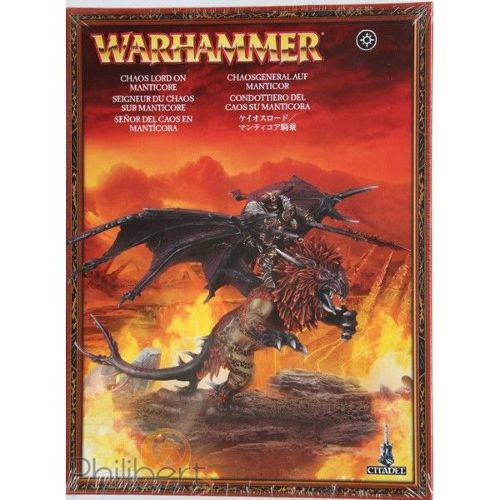 WARHAMMER
CHAOS LORD ON
MANTICORE
SEIGNEUR DU CHAOS
SUR MANTICORE
SEÑOR DEL CAOS EN
MANTÍCORA
CHAOSGENERAL AUF
MANTICOR
CONDOTTIERO DEL
CAOS SU MANTICORA
ケイオスロード／
マンティコア騎乗
CITADEL
Philibert